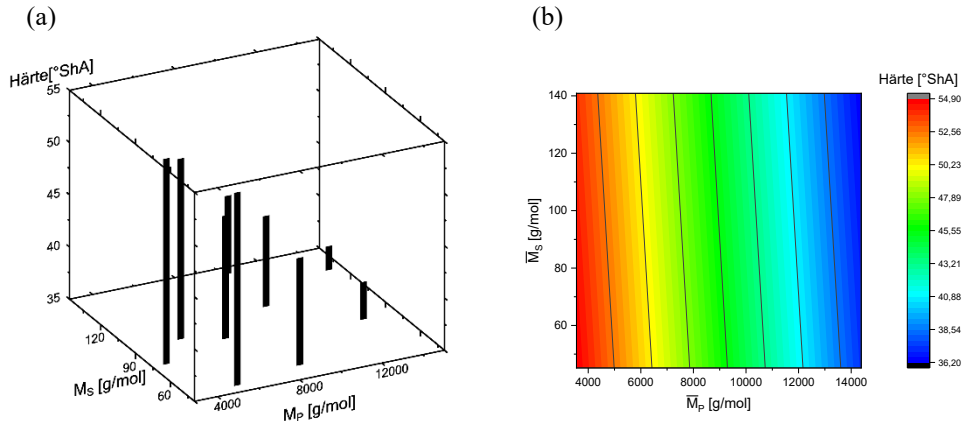 (a)
Härte[°ShA]
55
50
45
40
35
120
90
60
M_S [g/mol]
4000
8000
12000
M_P [g/mol]
(b)
Härte [°ShA]
140
120
100
80
60
M̅_S [g/mol]
4000 6000 8000 10000 12000 14000
M̅_P [g/mol]
54,90
52,56
50,23
47,89
45,55
43,21
40,88
38,54
36,20